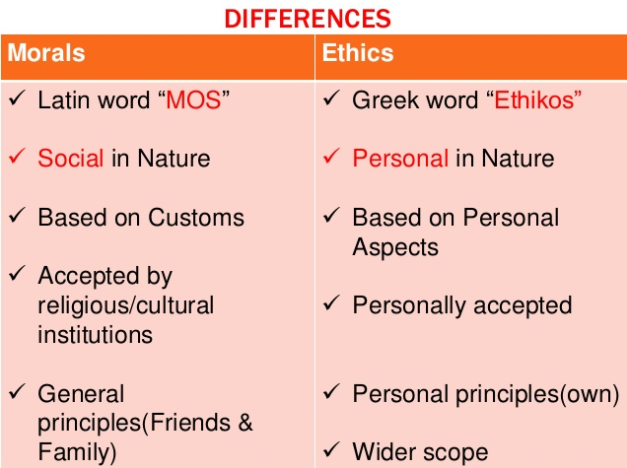 DIFFERENCES
Morals
Ethics
✓ Latin word “MOS”
✓ Social in Nature
✓ Based on Customs
✓ Accepted by
religious/cultural
institutions
✓ General
principles(Friends &
Family)
✓ Greek word “Ethikos”
✓ Personal in Nature
✓ Based on Personal
Aspects
✓ Personally accepted
✓ Personal principles(own)
✓ Wider scope